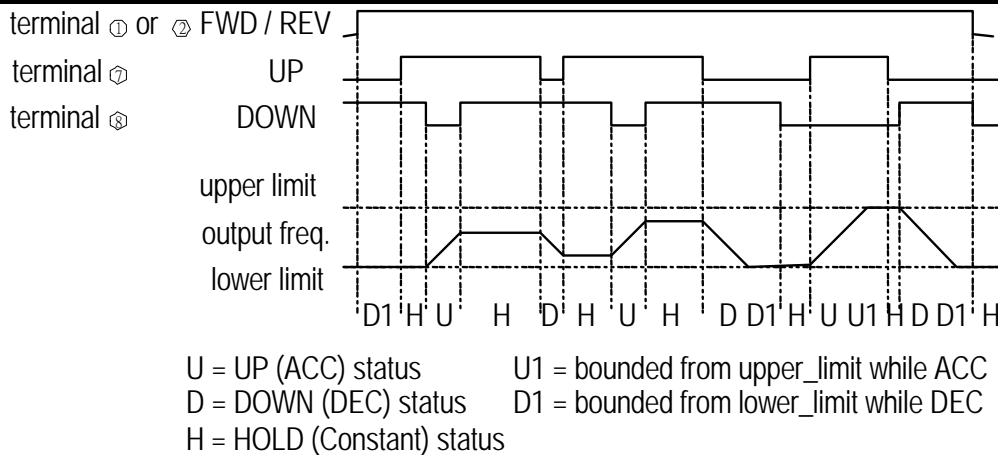 terminal ① or ② FWD / REV
terminal ⑦ UP
terminal ⑧ DOWN
upper limit
output freq.
lower limit
D1 H U H D H U H D D1 H U U1 H D D1 H
U = UP (ACC) status U1 = bounded from upper_limit while ACC
D = DOWN (DEC) status D1 = bounded from lower_limit while DEC
H = HOLD (Constant) status